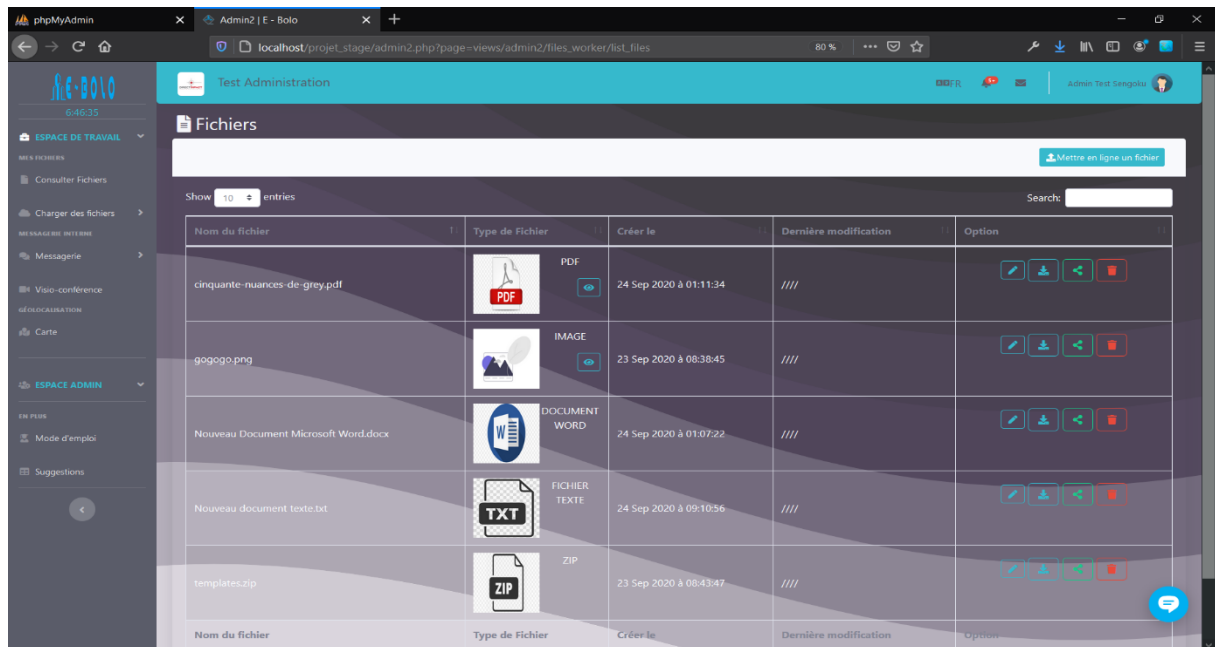 phpMyAdmin
Admin2 | E - Bolo
localhost/projet_stage/admin2.php?page=views/admin2/files_worker/list_files
80 %
E-BOLO
6:46:35
ESPACE DE TRAVAIL
MES FICHIERS
Consulter Fichiers
Charger des fichiers
MESSAGERIE INTERNE
Messagerie
Visio-conférence
GÉOLOCALISATION
Carte
ESPACE ADMIN
EN PLUS
Mode d'emploi
Suggestions
Test Administration
FR
Admin Test Sengoku
Fichiers
Mettre en ligne un fichier
Show 10 entries
Search:
Nom du fichier Type de Fichier Créer le Dernière modification Option
cinquante-nuances-de-grey.pdf PDF PDF 24 Sep 2020 à 01:11:34 ////
gogogo.png IMAGE 23 Sep 2020 à 08:38:45 ////
Nouveau Document Microsoft Word.docx W DOCUMENT WORD 24 Sep 2020 à 01:07:22 ////
Nouveau document texte.txt TXT FICHIER TEXTE 24 Sep 2020 à 09:10:56 ////
templates.zip ZIP ZIP 23 Sep 2020 à 08:43:47 ////
Nom du fichier Type de Fichier Créer le Dernière modification Option